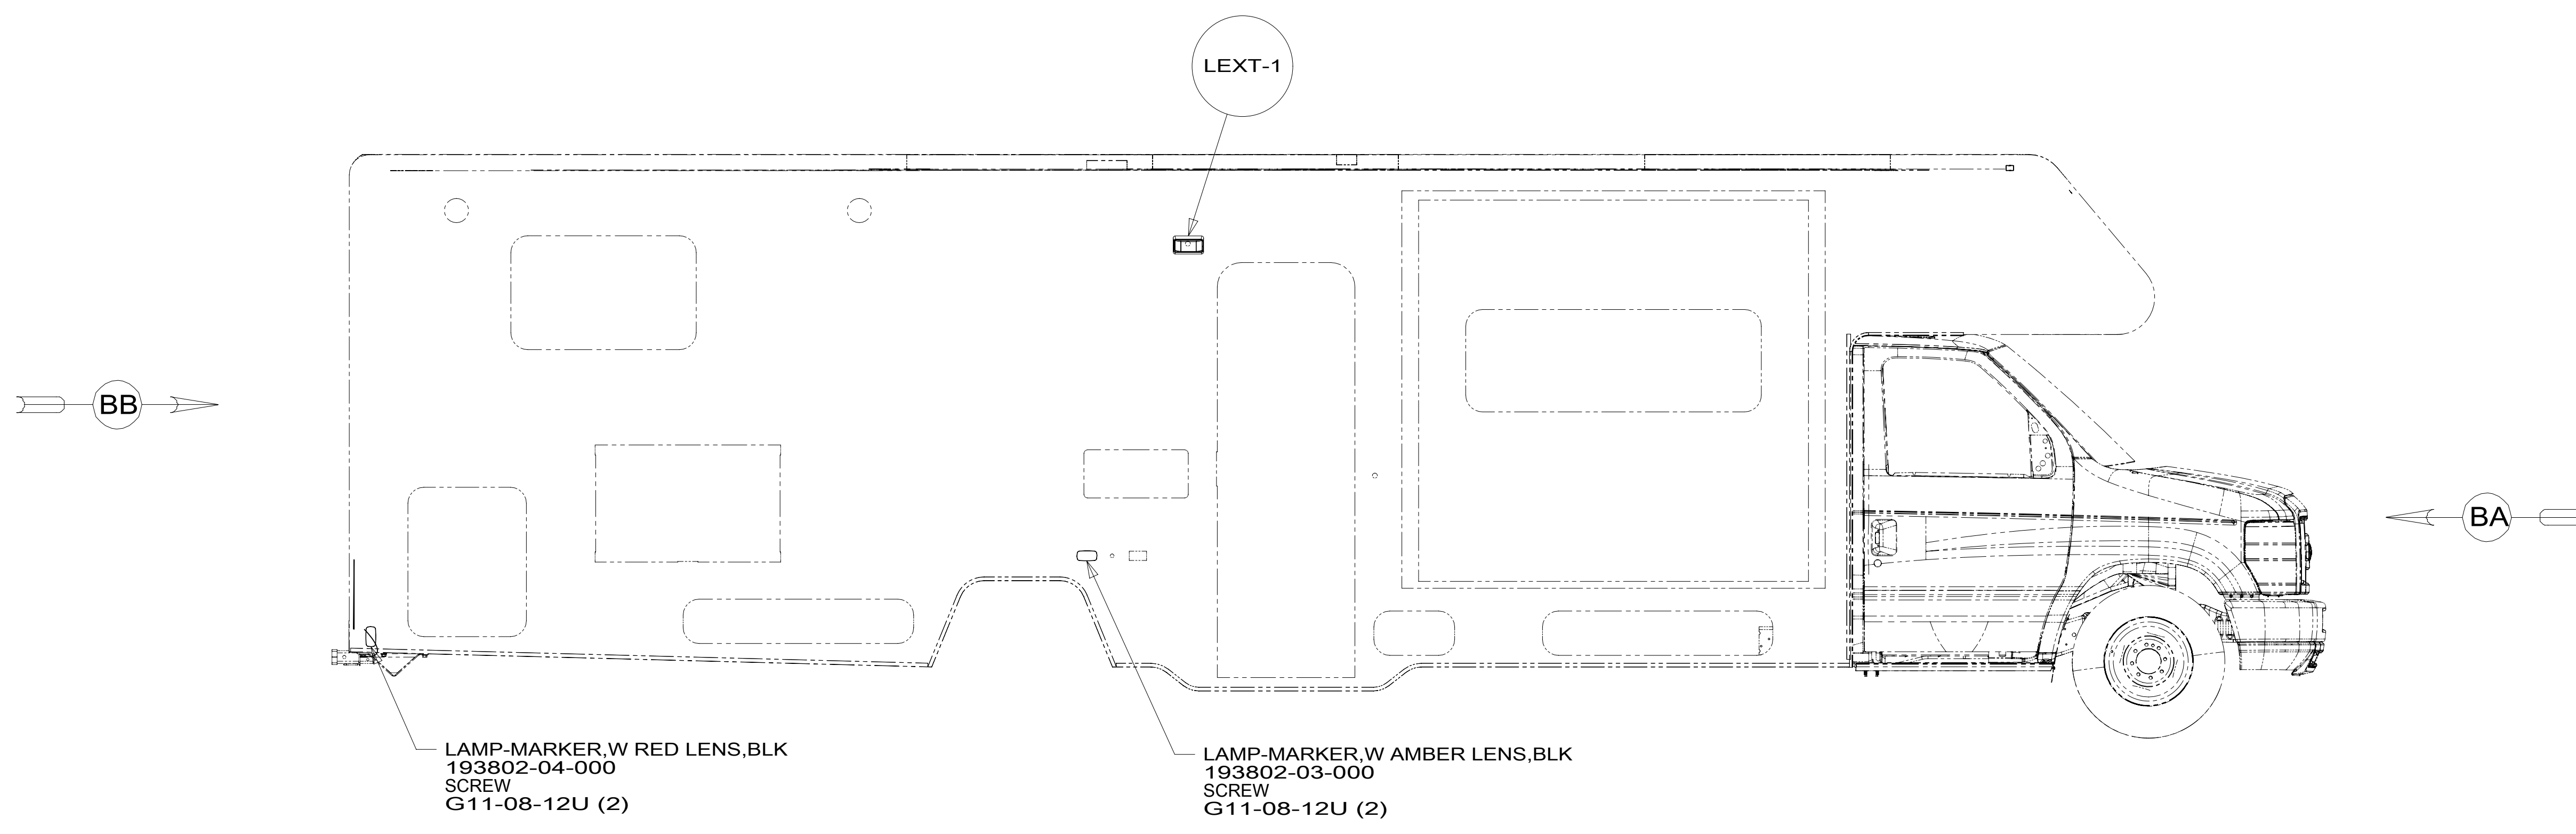 LEXT-1
BB
BA
LAMP-MARKER,W RED LENS,BLK
193802-04-000
SCREW
G11-08-12U (2)
LAMP-MARKER,W AMBER LENS,BLK
193802-03-000
SCREW
G11-08-12U (2)